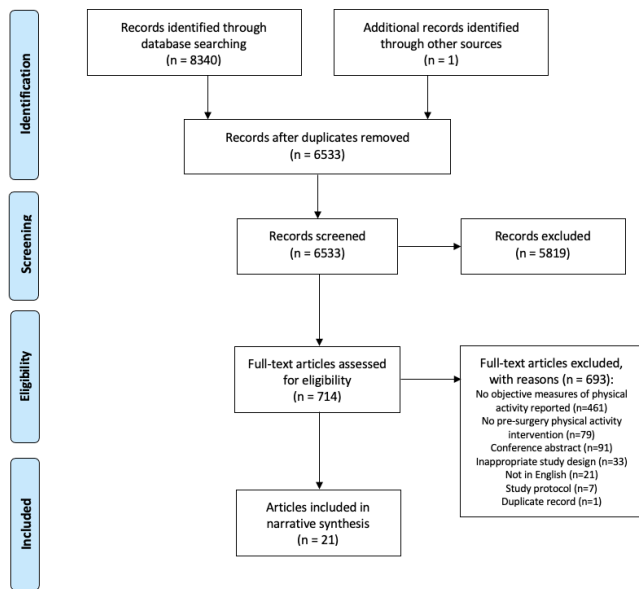 Identification
Records identified through
database searching
(n = 8340)
Additional records identified
through other sources
(n = 1)
Records after duplicates removed
(n = 6533)
Screening
Records screened
(n = 6533)
Records excluded
(n = 5819)
Eligibility
Full-text articles assessed
for eligibility
(n = 714)
Full-text articles excluded,
with reasons (n = 693):
No objective measures of physical
activity reported (n=461)
No pre-surgery physical activity
intervention (n=79)
Conference abstract (n=91)
Inappropriate study design (n=33)
Not in English (n=21)
Study protocol (n=7)
Duplicate record (n=1)
Included
Articles included in
narrative synthesis
(n = 21)